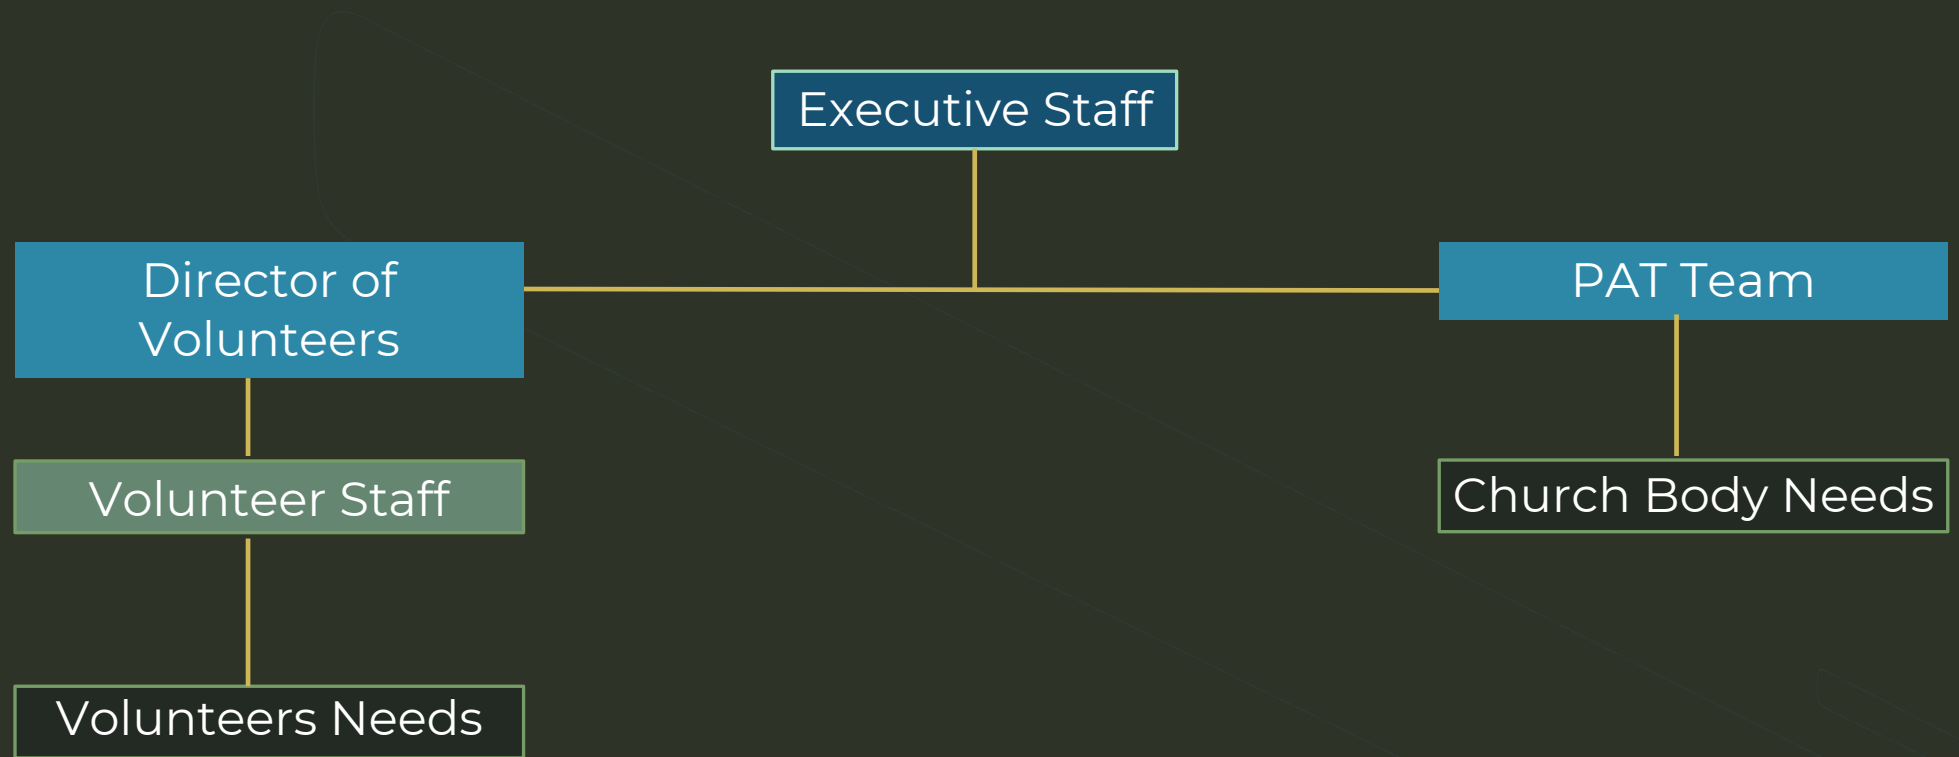 Executive Staff
Director of
Volunteers
PAT Team
Volunteer Staff
Church Body Needs
Volunteers Needs